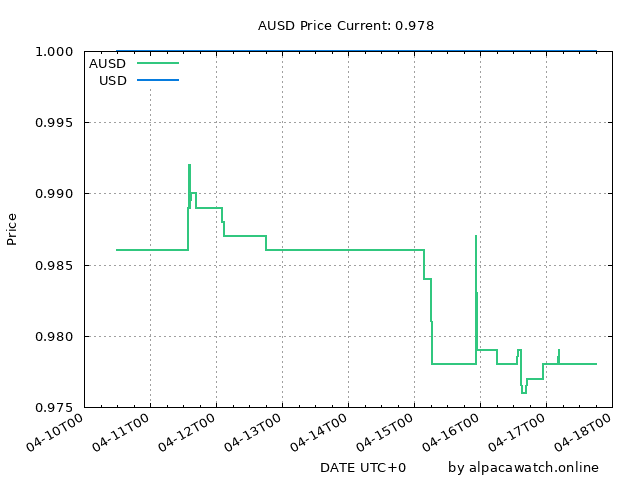 AUSD Price Current: 0.978
1.000
AUSD
USD
0.995
0.990
Price
0.985
0.980
0.975
04-10T00 04-11T00 04-12T00 04-13T00 04-14T00 04-15T00 04-16T00 04-17T00 04-18T00
DATE UTC+0 by alpacawatch.online